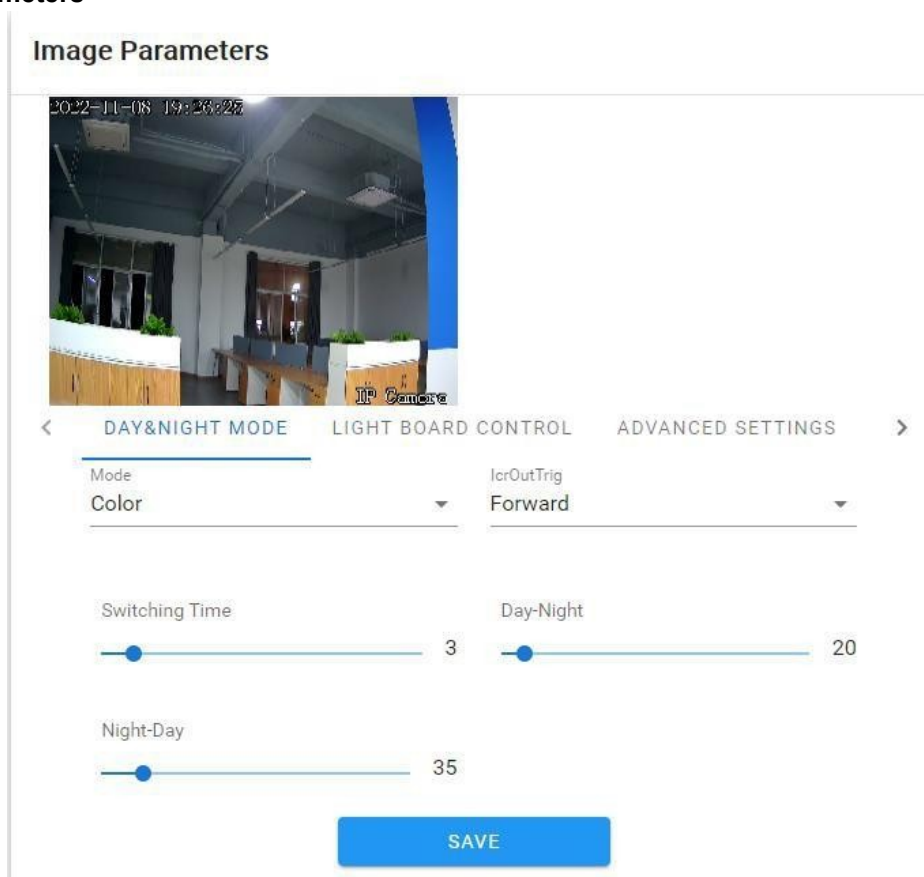 Image Parameters
2022-11-08 19:26:28
IP Camera
DAY&NIGHT MODE LIGHT BOARD CONTROL ADVANCED SETTINGS
Mode IcrOutTrig
Color Forward
Switching Time Day-Night
3 20
Night-Day
35
SAVE